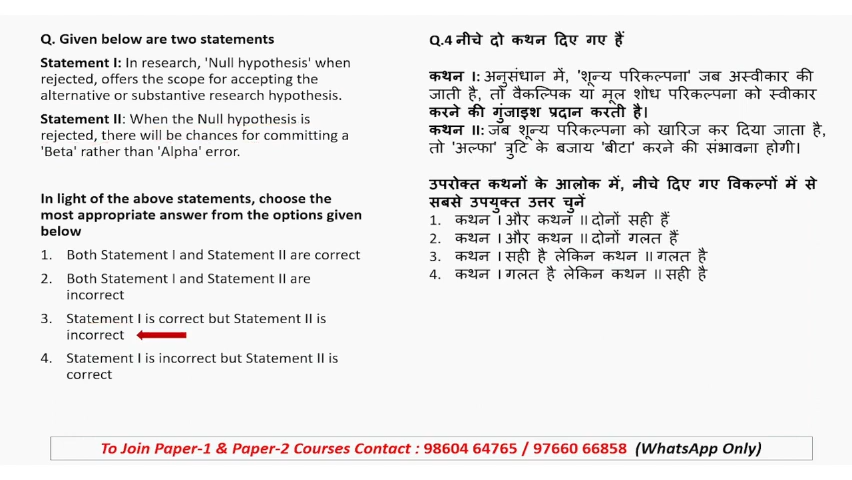 Q. Given below are two statements
Statement I: In research, 'Null hypothesis' when
rejected, offers the scope for accepting the
alternative or substantive research hypothesis.
Statement II: When the Null hypothesis is
rejected, there will be chances for committing a
'Beta' rather than 'Alpha' error.
In light of the above statements, choose the
most appropriate answer from the options given
below
1. Both Statement I and Statement II are correct
2. Both Statement I and Statement II are
incorrect
3. Statement I is correct but Statement II is
incorrect
4. Statement I is incorrect but Statement II is
correct
Q.4 नीचे दो कथन दिए गए हैं
कथन I: अनुसंधान में, 'शून्य परिकल्पना' जब अस्वीकार की
जाती है, तो वैकल्पिक या मूल शोध परिकल्पना को स्वीकार
करने की गुंजाइश प्रदान करती है।
कथन II: जब शून्य परिकल्पना को खारिज कर दिया जाता है,
तो 'अल्फा' त्रुटि के बजाय 'बीटा' करने की संभावना होगी।
उपरोक्त कथनों के आलोक में, नीचे दिए गए विकल्पों में से
सबसे उपयुक्त उत्तर चुनें
1. कथन I और कथन II दोनों सही हैं
2. कथन I और कथन II दोनों गलत हैं
3. कथन I सही है लेकिन कथन II गलत है
4. कथन I गलत है लेकिन कथन II सही है
To Join Paper-1 & Paper-2 Courses Contact : 98604 64765 / 97660 66858 (WhatsApp Only)